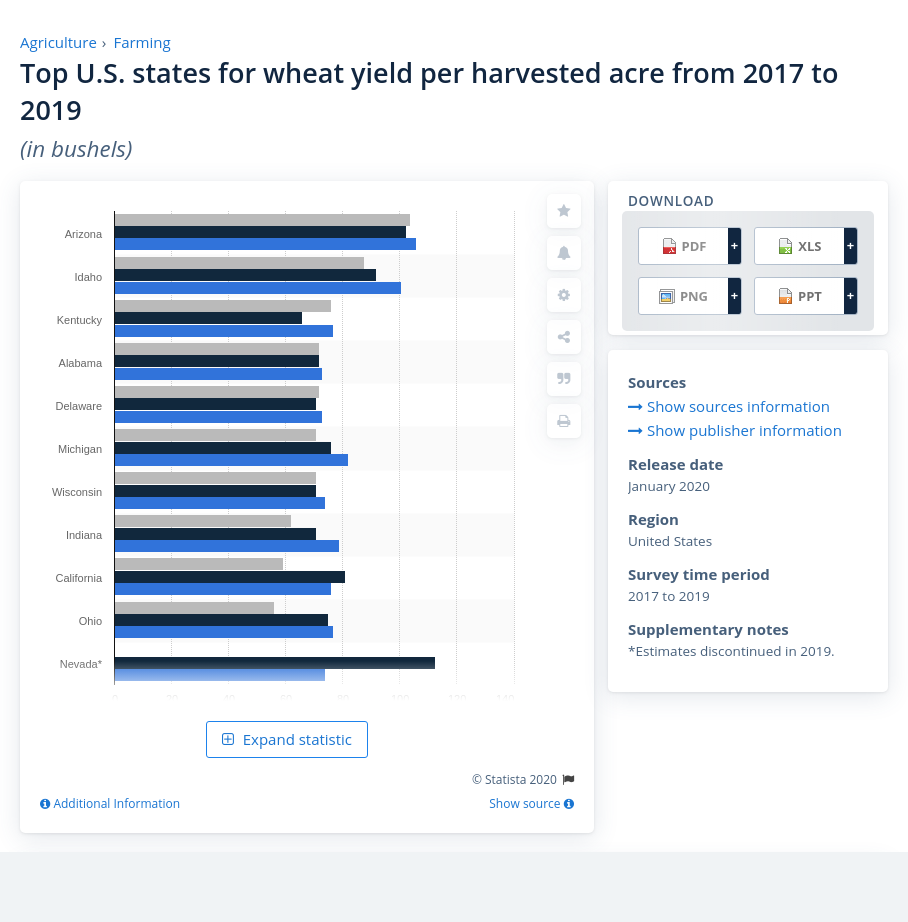 Agriculture › Farming
Top U.S. states for wheat yield per harvested acre from 2017 to
2019
(in bushels)
Arizona
Idaho
Kentucky
Alabama
Delaware
Michigan
Wisconsin
Indiana
California
Ohio
Nevada*
0 20 40 60 80 100 120 140
Expand statistic
© Statista 2020
Additional Information
Show source
DOWNLOAD
PDF +
XLS +
PNG +
PPT +
Sources
Show sources information
Show publisher information
Release date
January 2020
Region
United States
Survey time period
2017 to 2019
Supplementary notes
*Estimates discontinued in 2019.